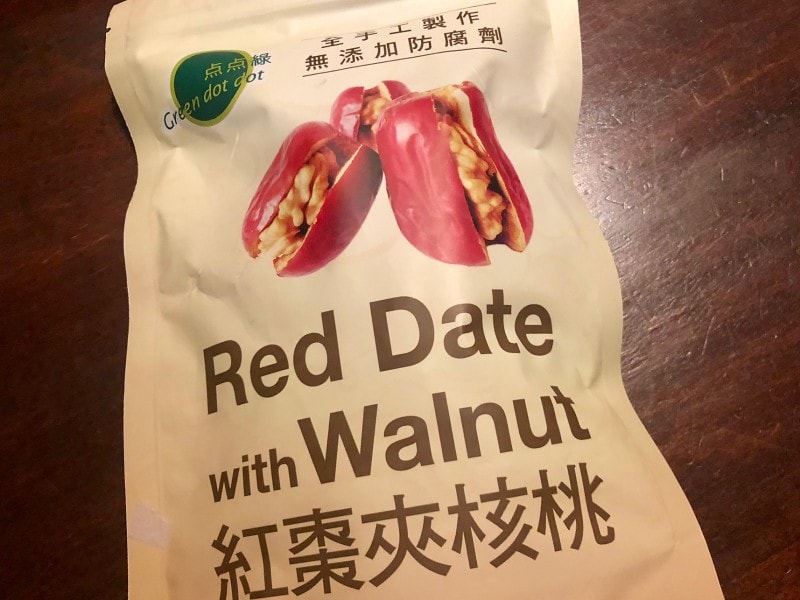 点点綠
Green dot dot
全手工製作
無添加防腐劑
Red Date
with Walnut
紅棗夾核桃